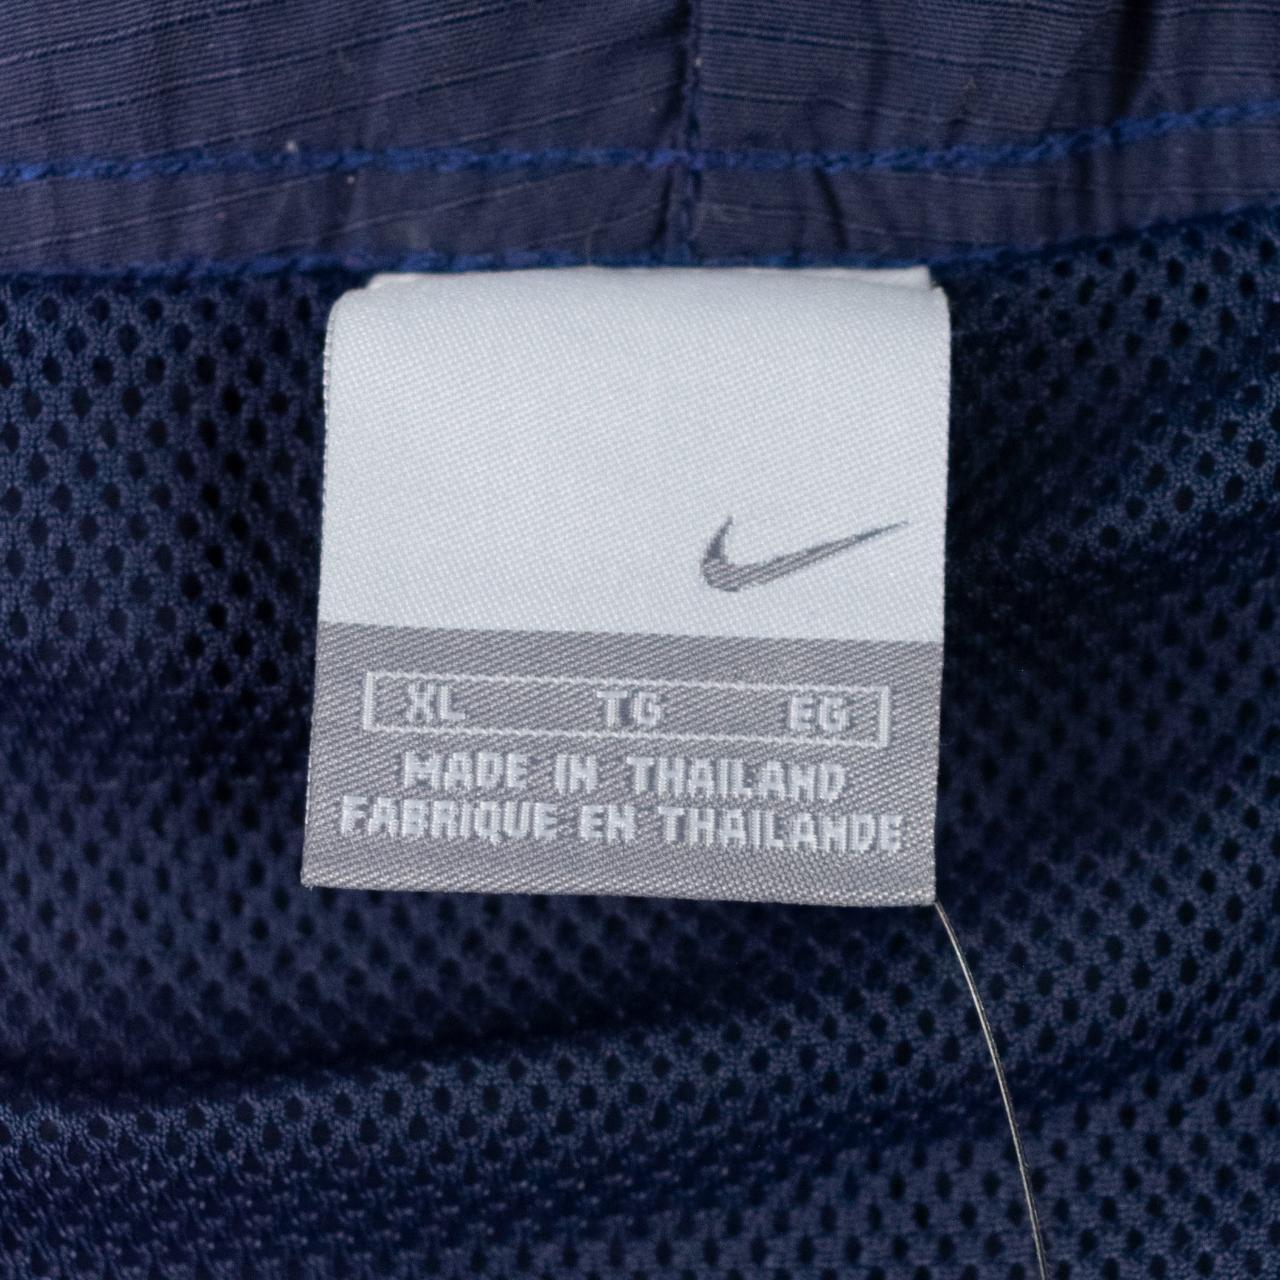 XL TG EG
MADE IN THAILAND
FABRIQUE EN THAILANDE